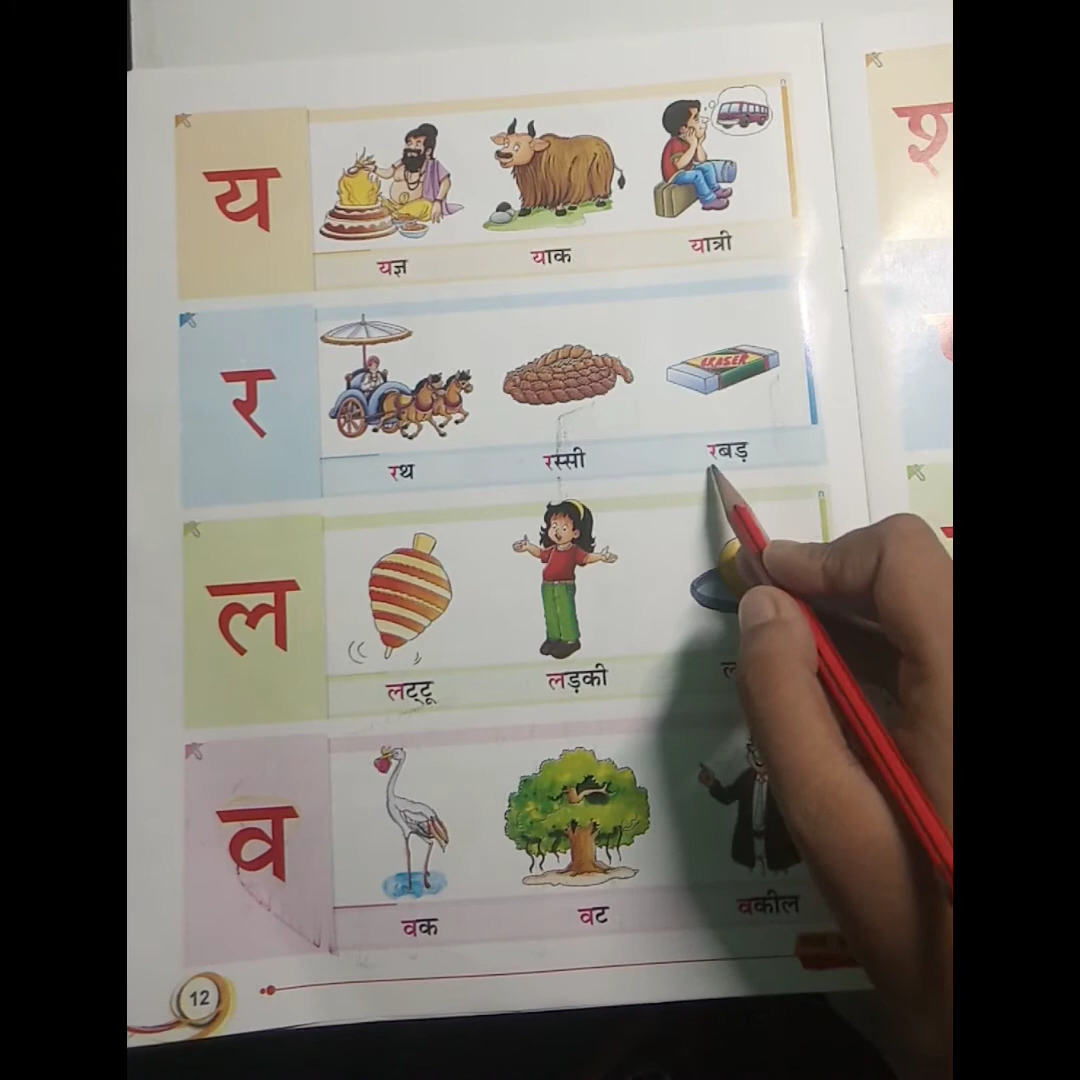 य
यज्ञ याक यात्री
र
ERASER
रथ रस्सी रबड़
ल
लट्टू लड़की
व
वक वट वकील
12